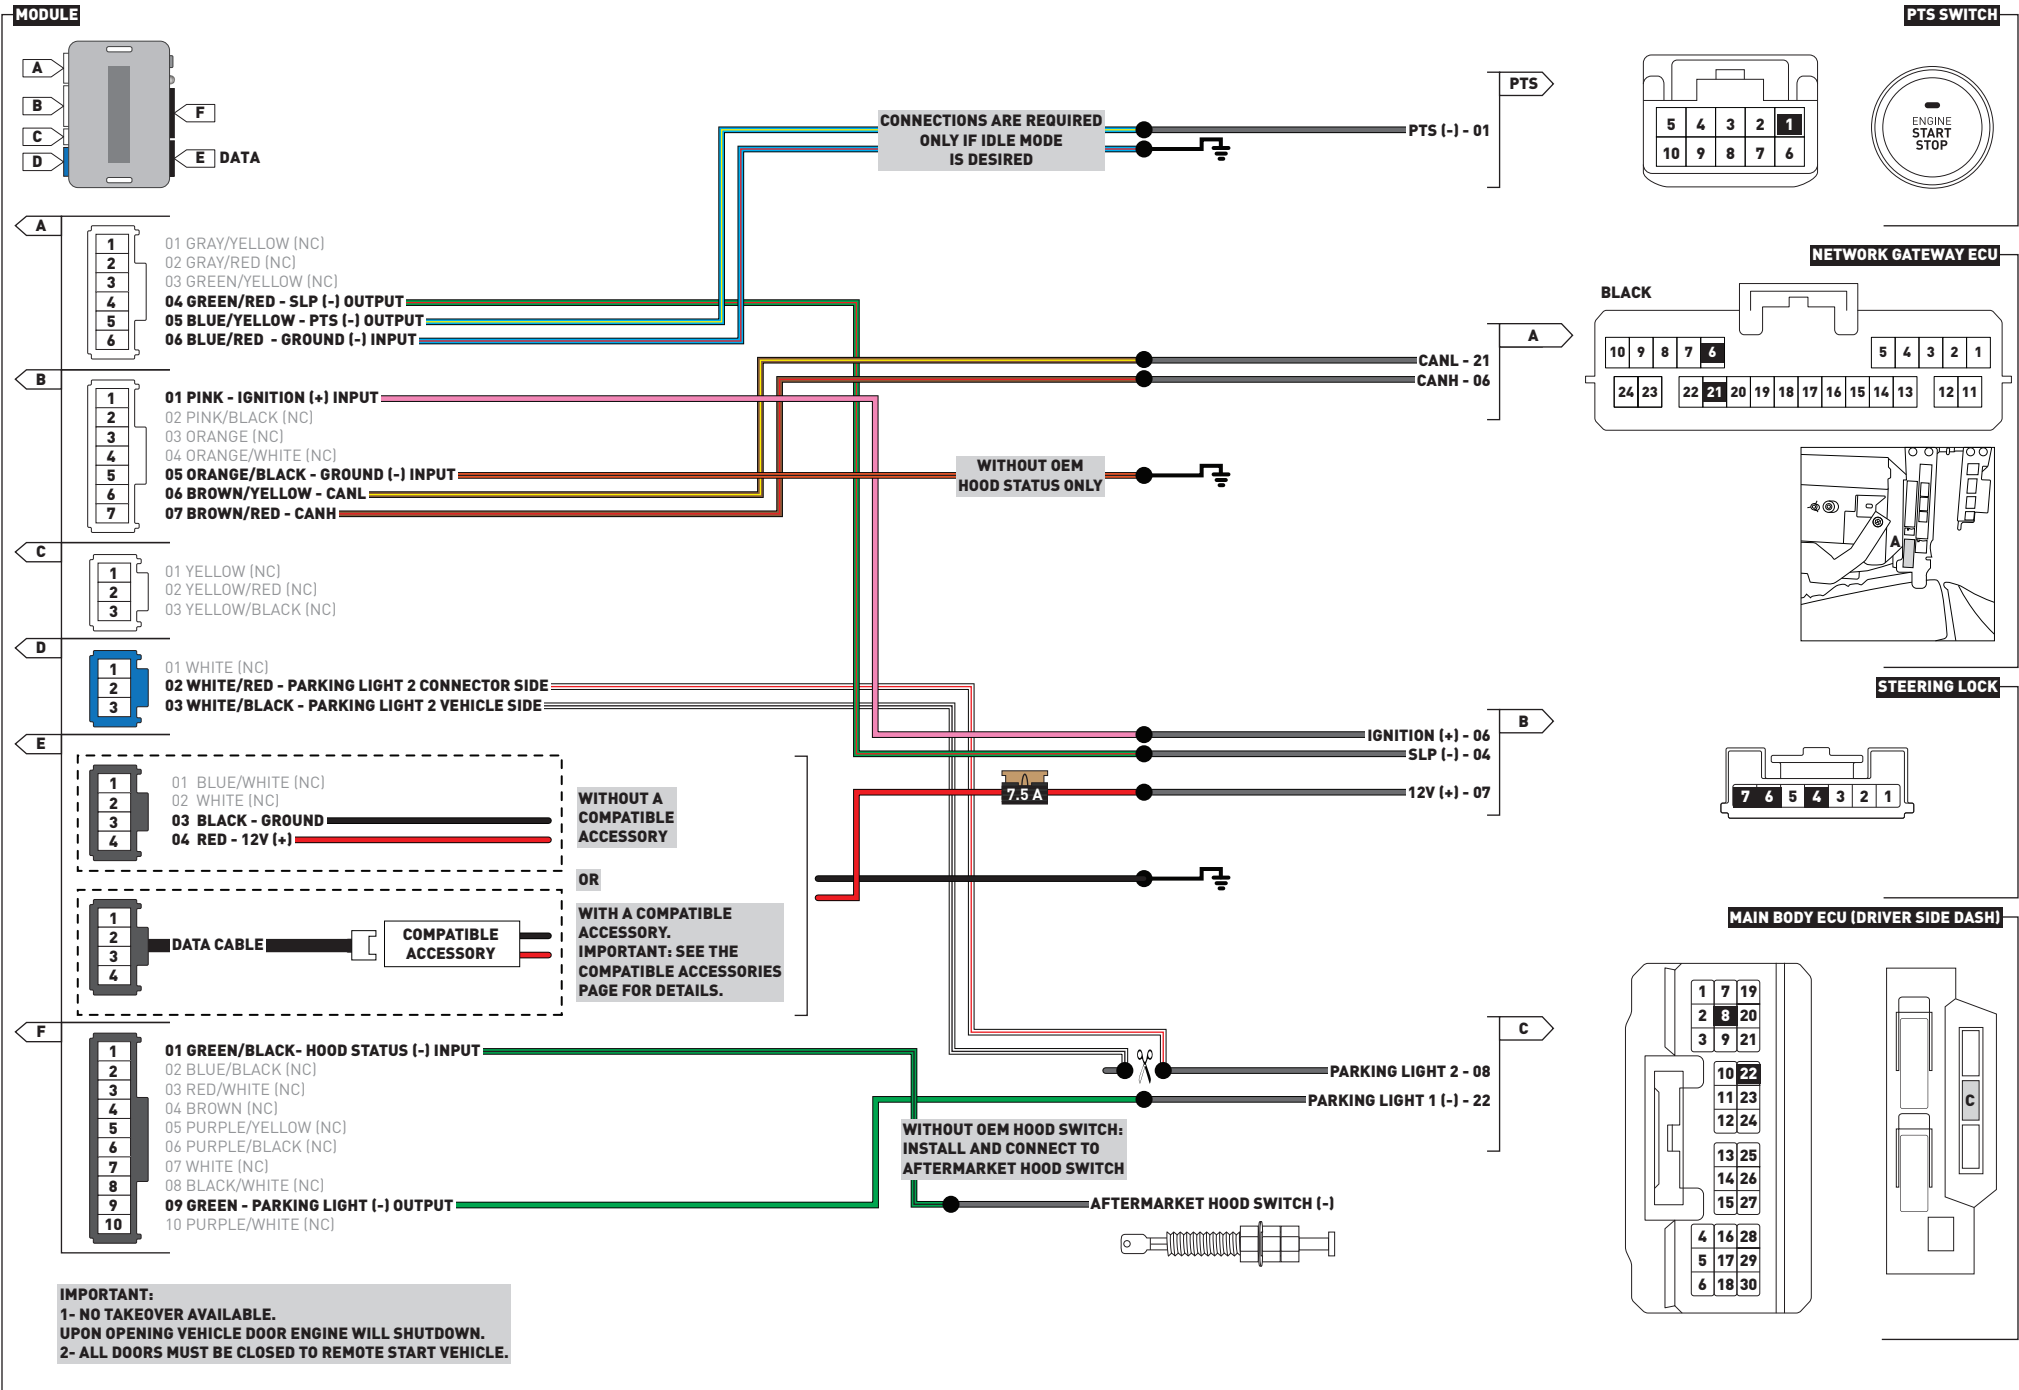 MODULE
PTS SWITCH
A
B
C
D
F
E DATA
CONNECTIONS ARE REQUIRED
ONLY IF IDLE MODE
IS DESIRED
PTS
PTS (-) - 01
5 4 3 2 1
10 9 8 7 6
ENGINE
START
STOP
A
1 01 GRAY/YELLOW (NC)
2 02 GRAY/RED (NC)
3 03 GREEN/YELLOW (NC)
4 04 GREEN/RED - SLP (-) OUTPUT
5 05 BLUE/YELLOW - PTS (-) OUTPUT
6 06 BLUE/RED - GROUND (-) INPUT
NETWORK GATEWAY ECU
BLACK
A
CANL - 21
CANH - 06
10 9 8 7 6 5 4 3 2 1
24 23 22 21 20 19 18 17 16 15 14 13 12 11
A
B
1 01 PINK - IGNITION (+) INPUT
2 02 PINK/BLACK (NC)
3 03 ORANGE (NC)
4 04 ORANGE/WHITE (NC)
5 05 ORANGE/BLACK - GROUND (-) INPUT
6 06 BROWN/YELLOW - CANL
7 07 BROWN/RED - CANH
WITHOUT OEM
HOOD STATUS ONLY
C
1 01 YELLOW (NC)
2 02 YELLOW/RED (NC)
3 03 YELLOW/BLACK (NC)
D
1 01 WHITE (NC)
2 02 WHITE/RED - PARKING LIGHT 2 CONNECTOR SIDE
3 03 WHITE/BLACK - PARKING LIGHT 2 VEHICLE SIDE
STEERING LOCK
B
IGNITION (+) - 06
SLP (-) - 04
12V (+) - 07
7.5 A
7 6 5 4 3 2 1
E
1 01 BLUE/WHITE (NC)
2 02 WHITE (NC)
3 03 BLACK - GROUND
4 04 RED - 12V (+)
WITHOUT A
COMPATIBLE
ACCESSORY
OR
1
2
3
4
DATA CABLE
COMPATIBLE
ACCESSORY
WITH A COMPATIBLE
ACCESSORY.
IMPORTANT: SEE THE
COMPATIBLE ACCESSORIES
PAGE FOR DETAILS.
MAIN BODY ECU (DRIVER SIDE DASH)
C
PARKING LIGHT 2 - 08
PARKING LIGHT 1 (-) - 22
1 7 19
2 8 20
3 9 21
10 22
11 23
12 24
13 25
14 26
15 27
4 16 28
5 17 29
6 18 30
C
F
1 01 GREEN/BLACK- HOOD STATUS (-) INPUT
2 02 BLUE/BLACK (NC)
3 03 RED/WHITE (NC)
4 04 BROWN (NC)
5 05 PURPLE/YELLOW (NC)
6 06 PURPLE/BLACK (NC)
7 07 WHITE (NC)
8 08 BLACK/WHITE (NC)
9 09 GREEN - PARKING LIGHT (-) OUTPUT
10 10 PURPLE/WHITE (NC)
WITHOUT OEM HOOD SWITCH:
INSTALL AND CONNECT TO
AFTERMARKET HOOD SWITCH
AFTERMARKET HOOD SWITCH (-)
IMPORTANT:
1- NO TAKEOVER AVAILABLE.
UPON OPENING VEHICLE DOOR ENGINE WILL SHUTDOWN.
2- ALL DOORS MUST BE CLOSED TO REMOTE START VEHICLE.